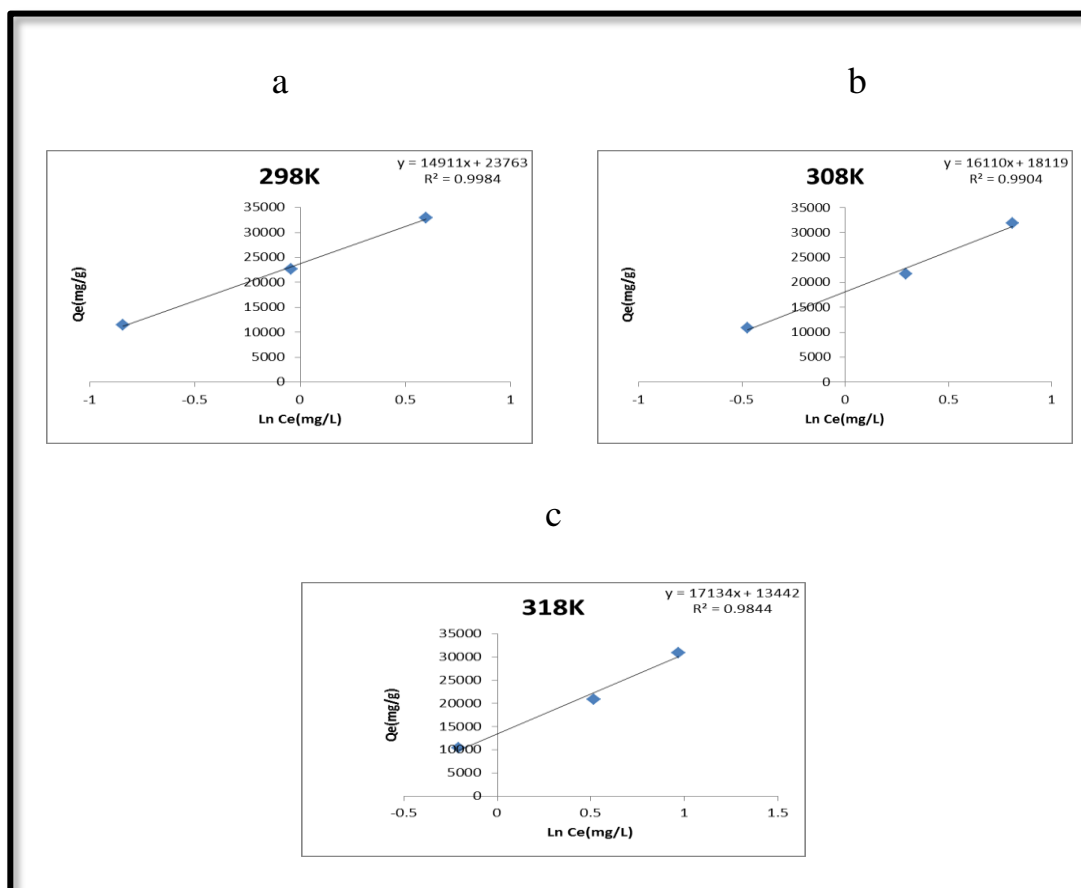 a
b
298K
y = 14911x + 23763
R² = 0.9984
35000
30000
25000
20000
15000
10000
5000
0
-1
-0.5
0
0.5
1
Qe(mg/g)
Ln Ce(mg/L)
308K
y = 16110x + 18119
R² = 0.9904
35000
30000
25000
20000
15000
10000
5000
0
-1
-0.5
0
0.5
1
Qe(mg/g)
Ln Ce(mg/L)
c
318K
y = 17134x + 13442
R² = 0.9844
35000
30000
25000
20000
15000
10000
5000
0
-0.5
0
0.5
1
1.5
Qe(mg/g)
Ln Ce(mg/L)